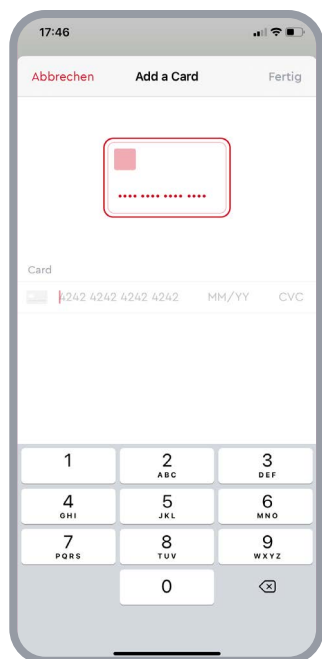 17:46
Abbrechen Add a Card Fertig
Card
4242 4242 4242 4242 MM/YY CVC
1 2 3
ABC DEF
4 5 6
GHI JKL MNO
7 8 9
PQRS TUV WXYZ
0